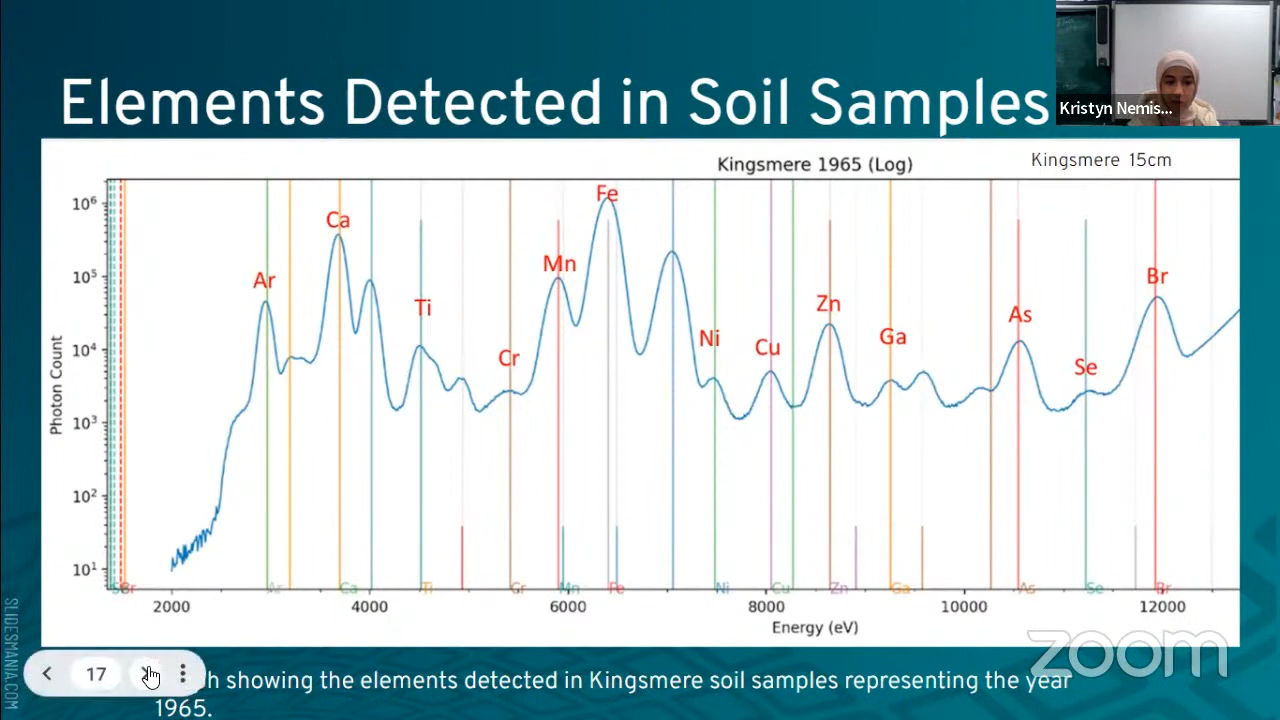 Elements Detected in Soil Samples
Kristyn Nemis...
Kingsmere 1965 (Log)
Kingsmere 15cm
Photon Count
10⁶
10⁵
10⁴
10³
10²
10¹
Ar
Ca
Ti
Cr
Mn
Fe
Ni
Cu
Zn
Ga
As
Se
Br
Ar
Ca
Ti
Cr
Mn
Fe
Ni
Cu
Zn
Ga
As
Se
Br
2000
4000
6000
8000
10000
12000
Energy (eV)
zoom
17
showing the elements detected in Kingsmere soil samples representing the year
1965.
SLIDESMANIA.COM